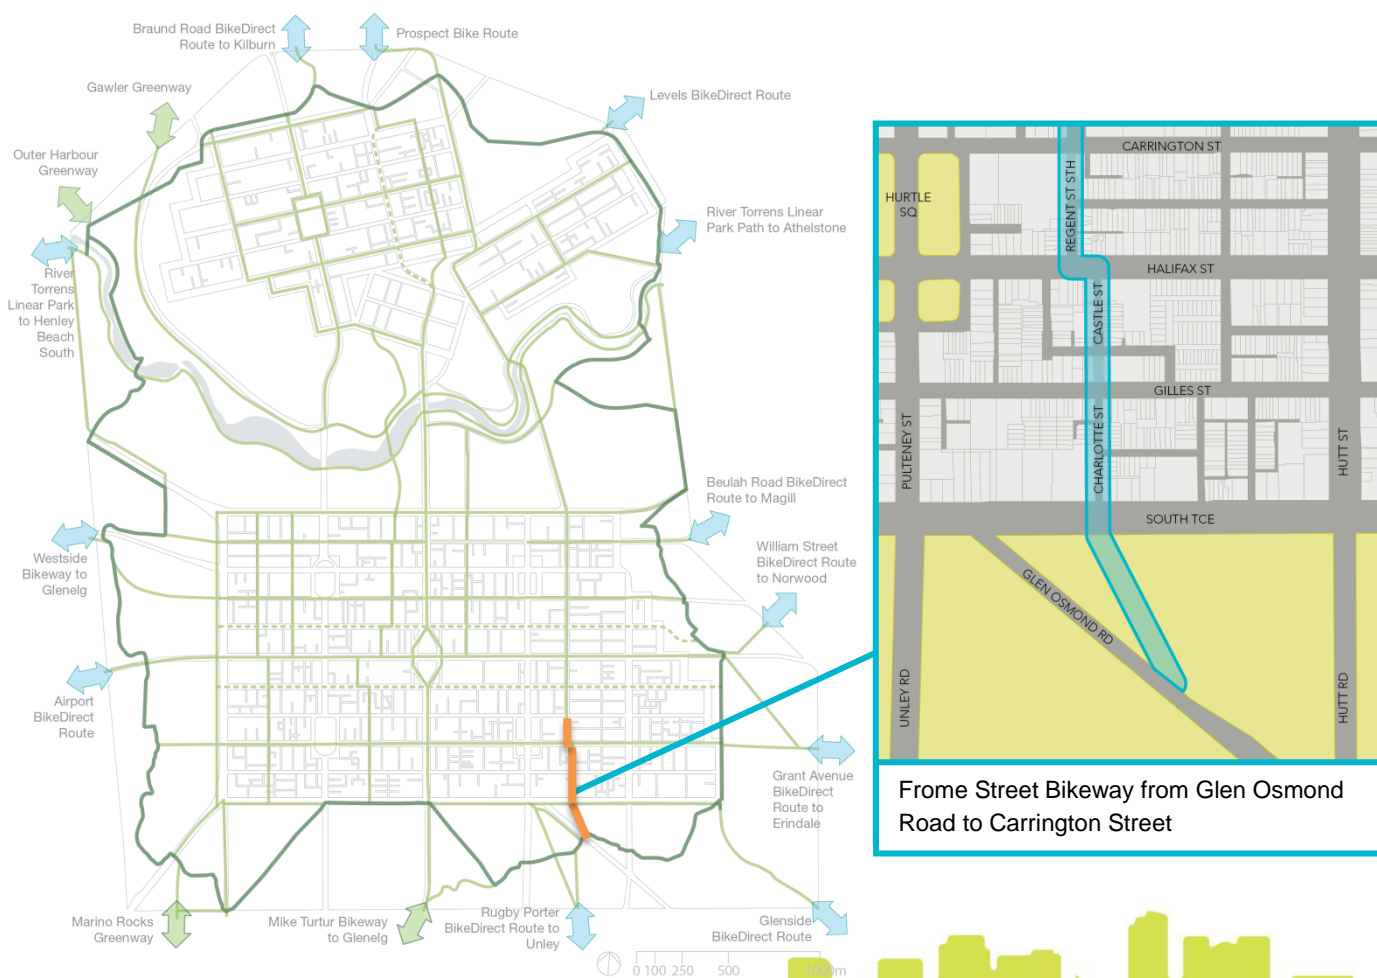 Braund Road BikeDirect
Route to Kilburn
Prospect Bike Route
Gawler Greenway
Levels BikeDirect Route
Outer Harbour
Greenway
River Torrens Linear
Park Path to Athelstone
River
Torrens
Linear Park
to Henley
Beach
South
Beulah Road BikeDirect
Route to Magill
Westside
Bikeway to
Glenelg
William Street
BikeDirect Route
to Norwood
Airport
BikeDirect
Route
Grant Avenue
BikeDirect
Route to
Erindale
Marino Rocks
Greenway
Mike Turtur Bikeway
to Glenelg
Rugby Porter
BikeDirect Route to
Unley
Glenside
BikeDirect Route
0 100 250 500 1000m
CARRINGTON ST
REGENT ST STH
HURTLE
SQ
HALIFAX ST
CASTLE ST
GILLES ST
PULTENEY ST
CHARLOTTE ST
HUTT ST
SOUTH TCE
GLEN OSMOND RD
UNLEY RD
HUTT RD
Frome Street Bikeway from Glen Osmond
Road to Carrington Street